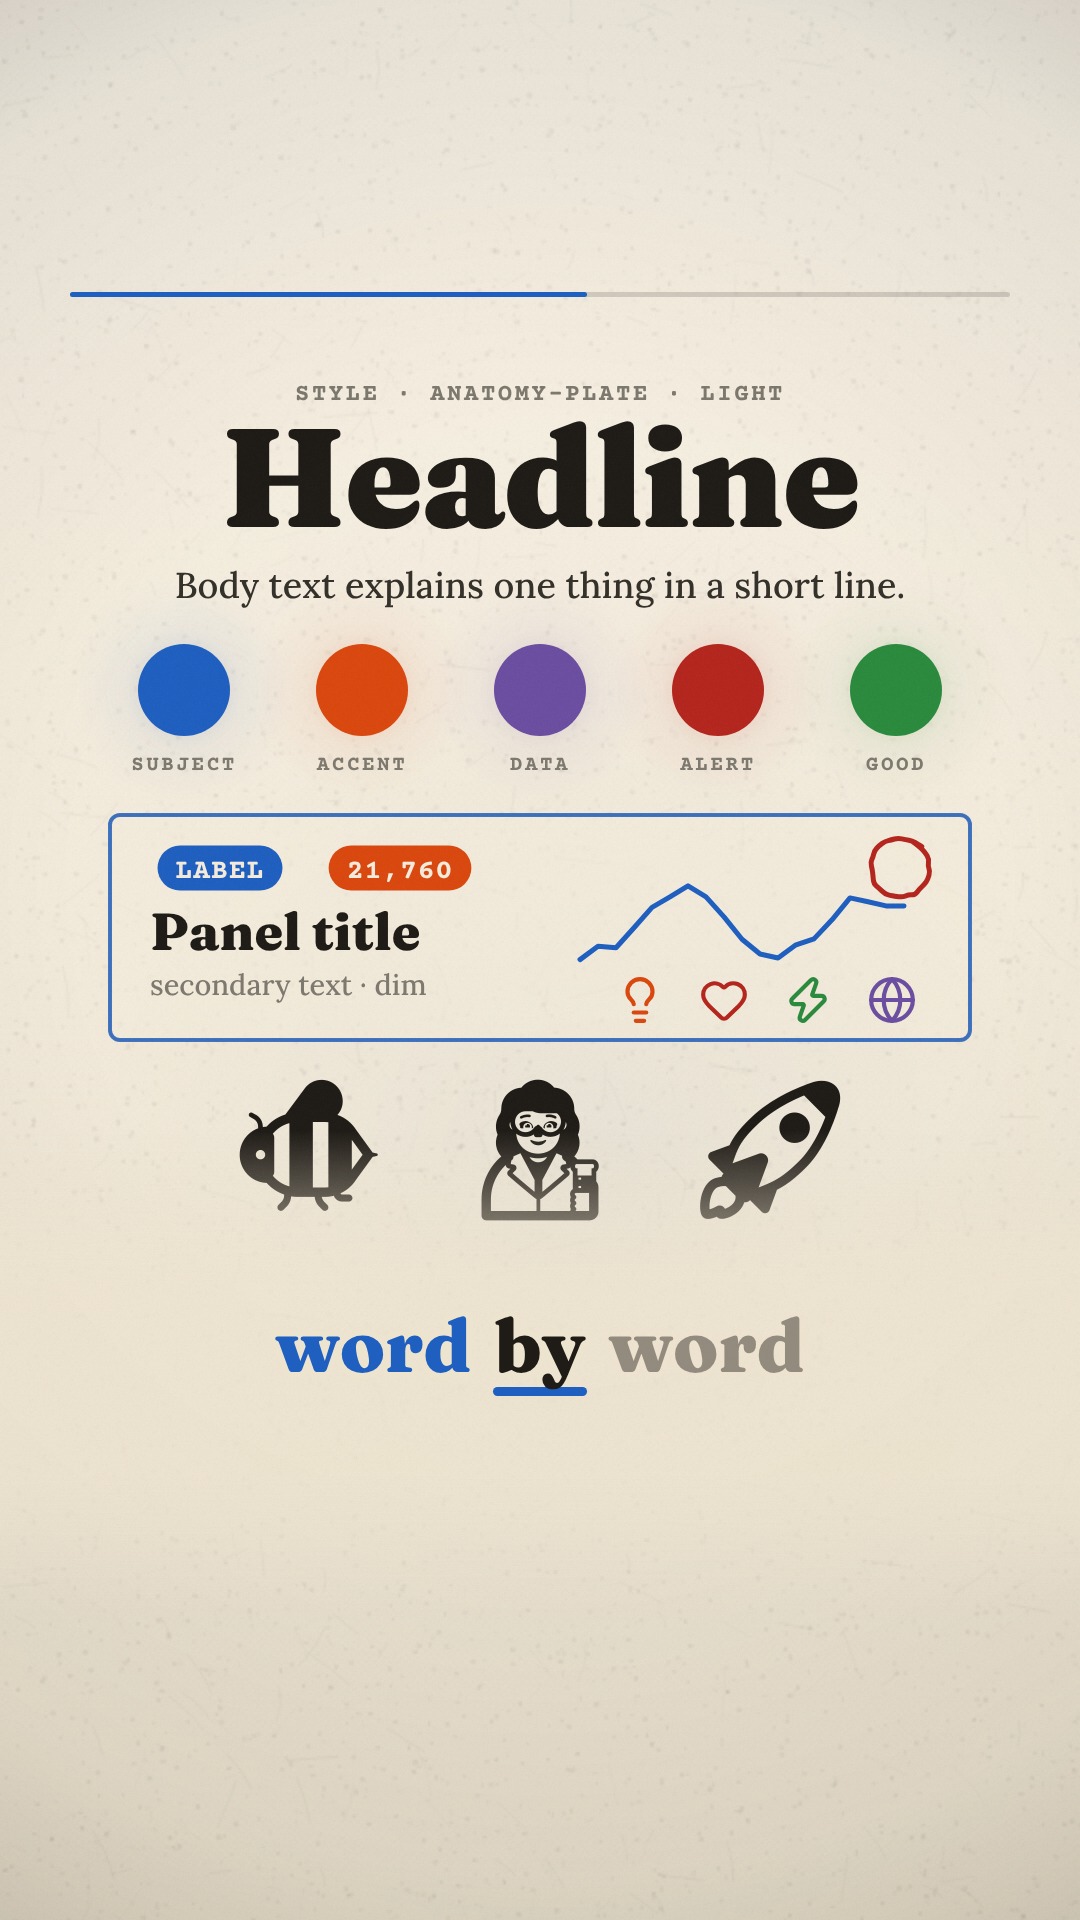 STYLE · ANATOMY-PLATE · LIGHT
Headline
Body text explains one thing in a short line.
SUBJECT ACCENT DATA ALERT GOOD
LABEL 21,760
Panel title
secondary text · dim
word by word